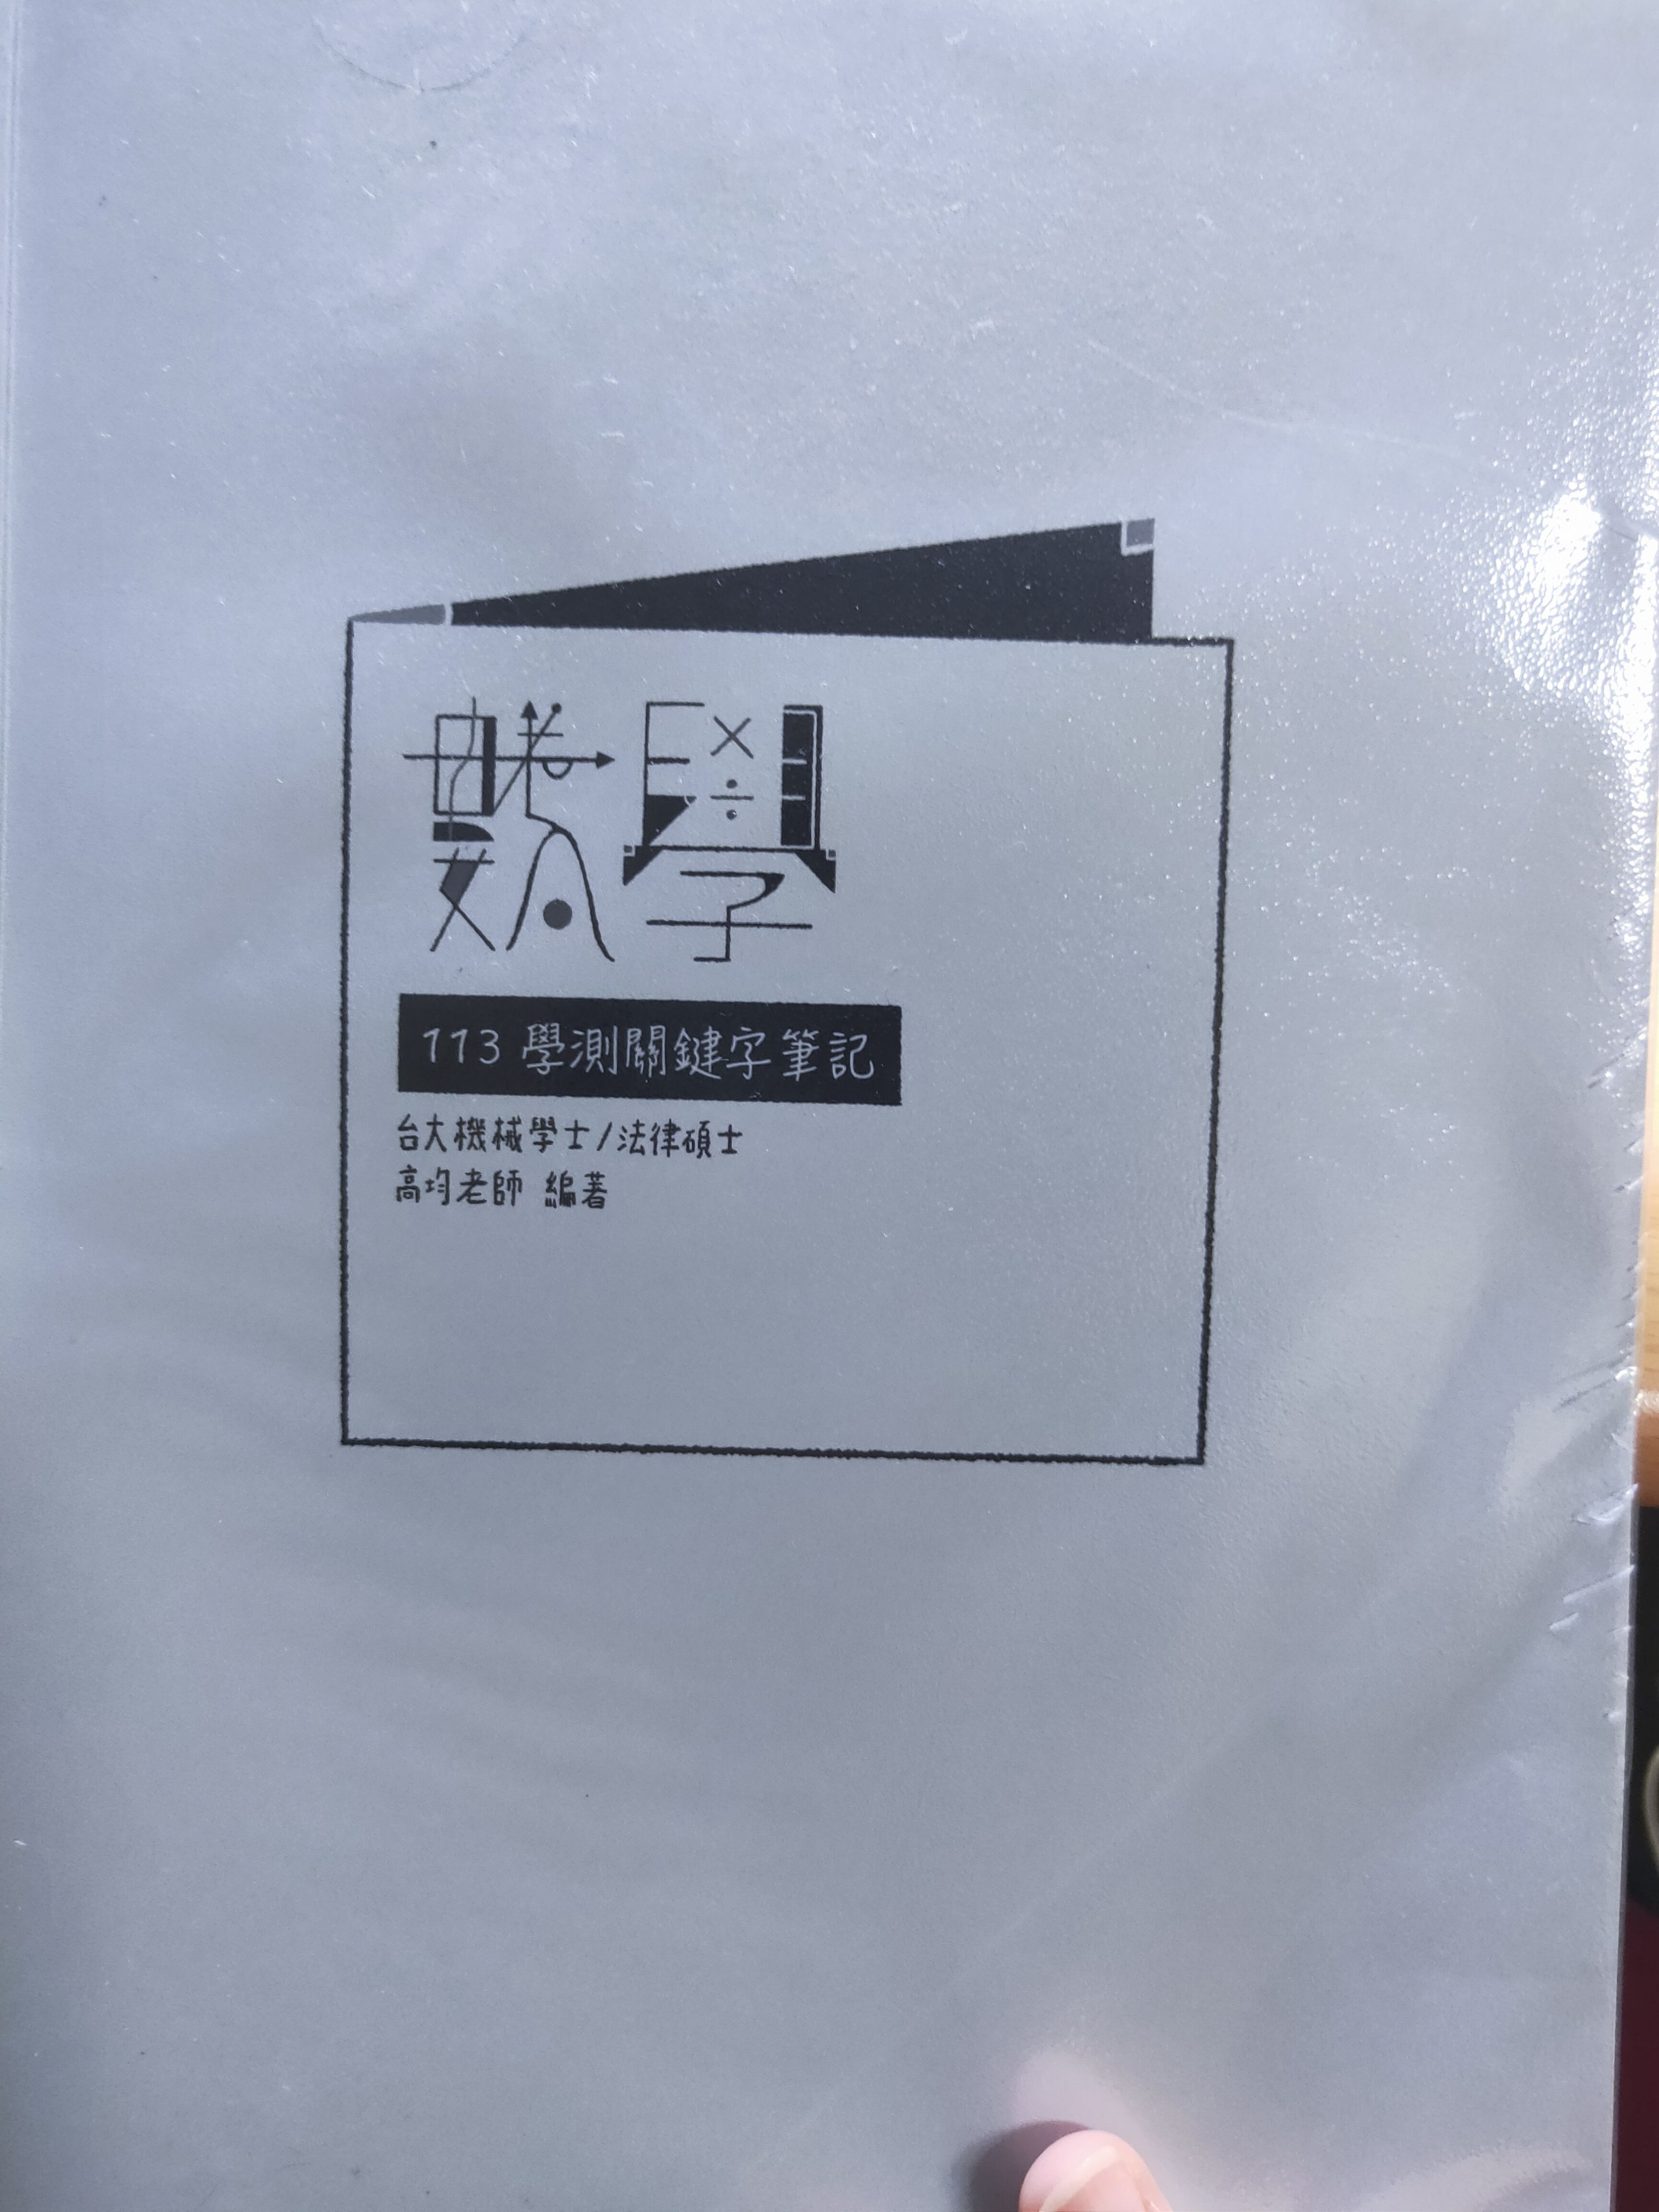 數學
113 學測關鍵字筆記
台大機械學士/法律碩士
高均老師 編著